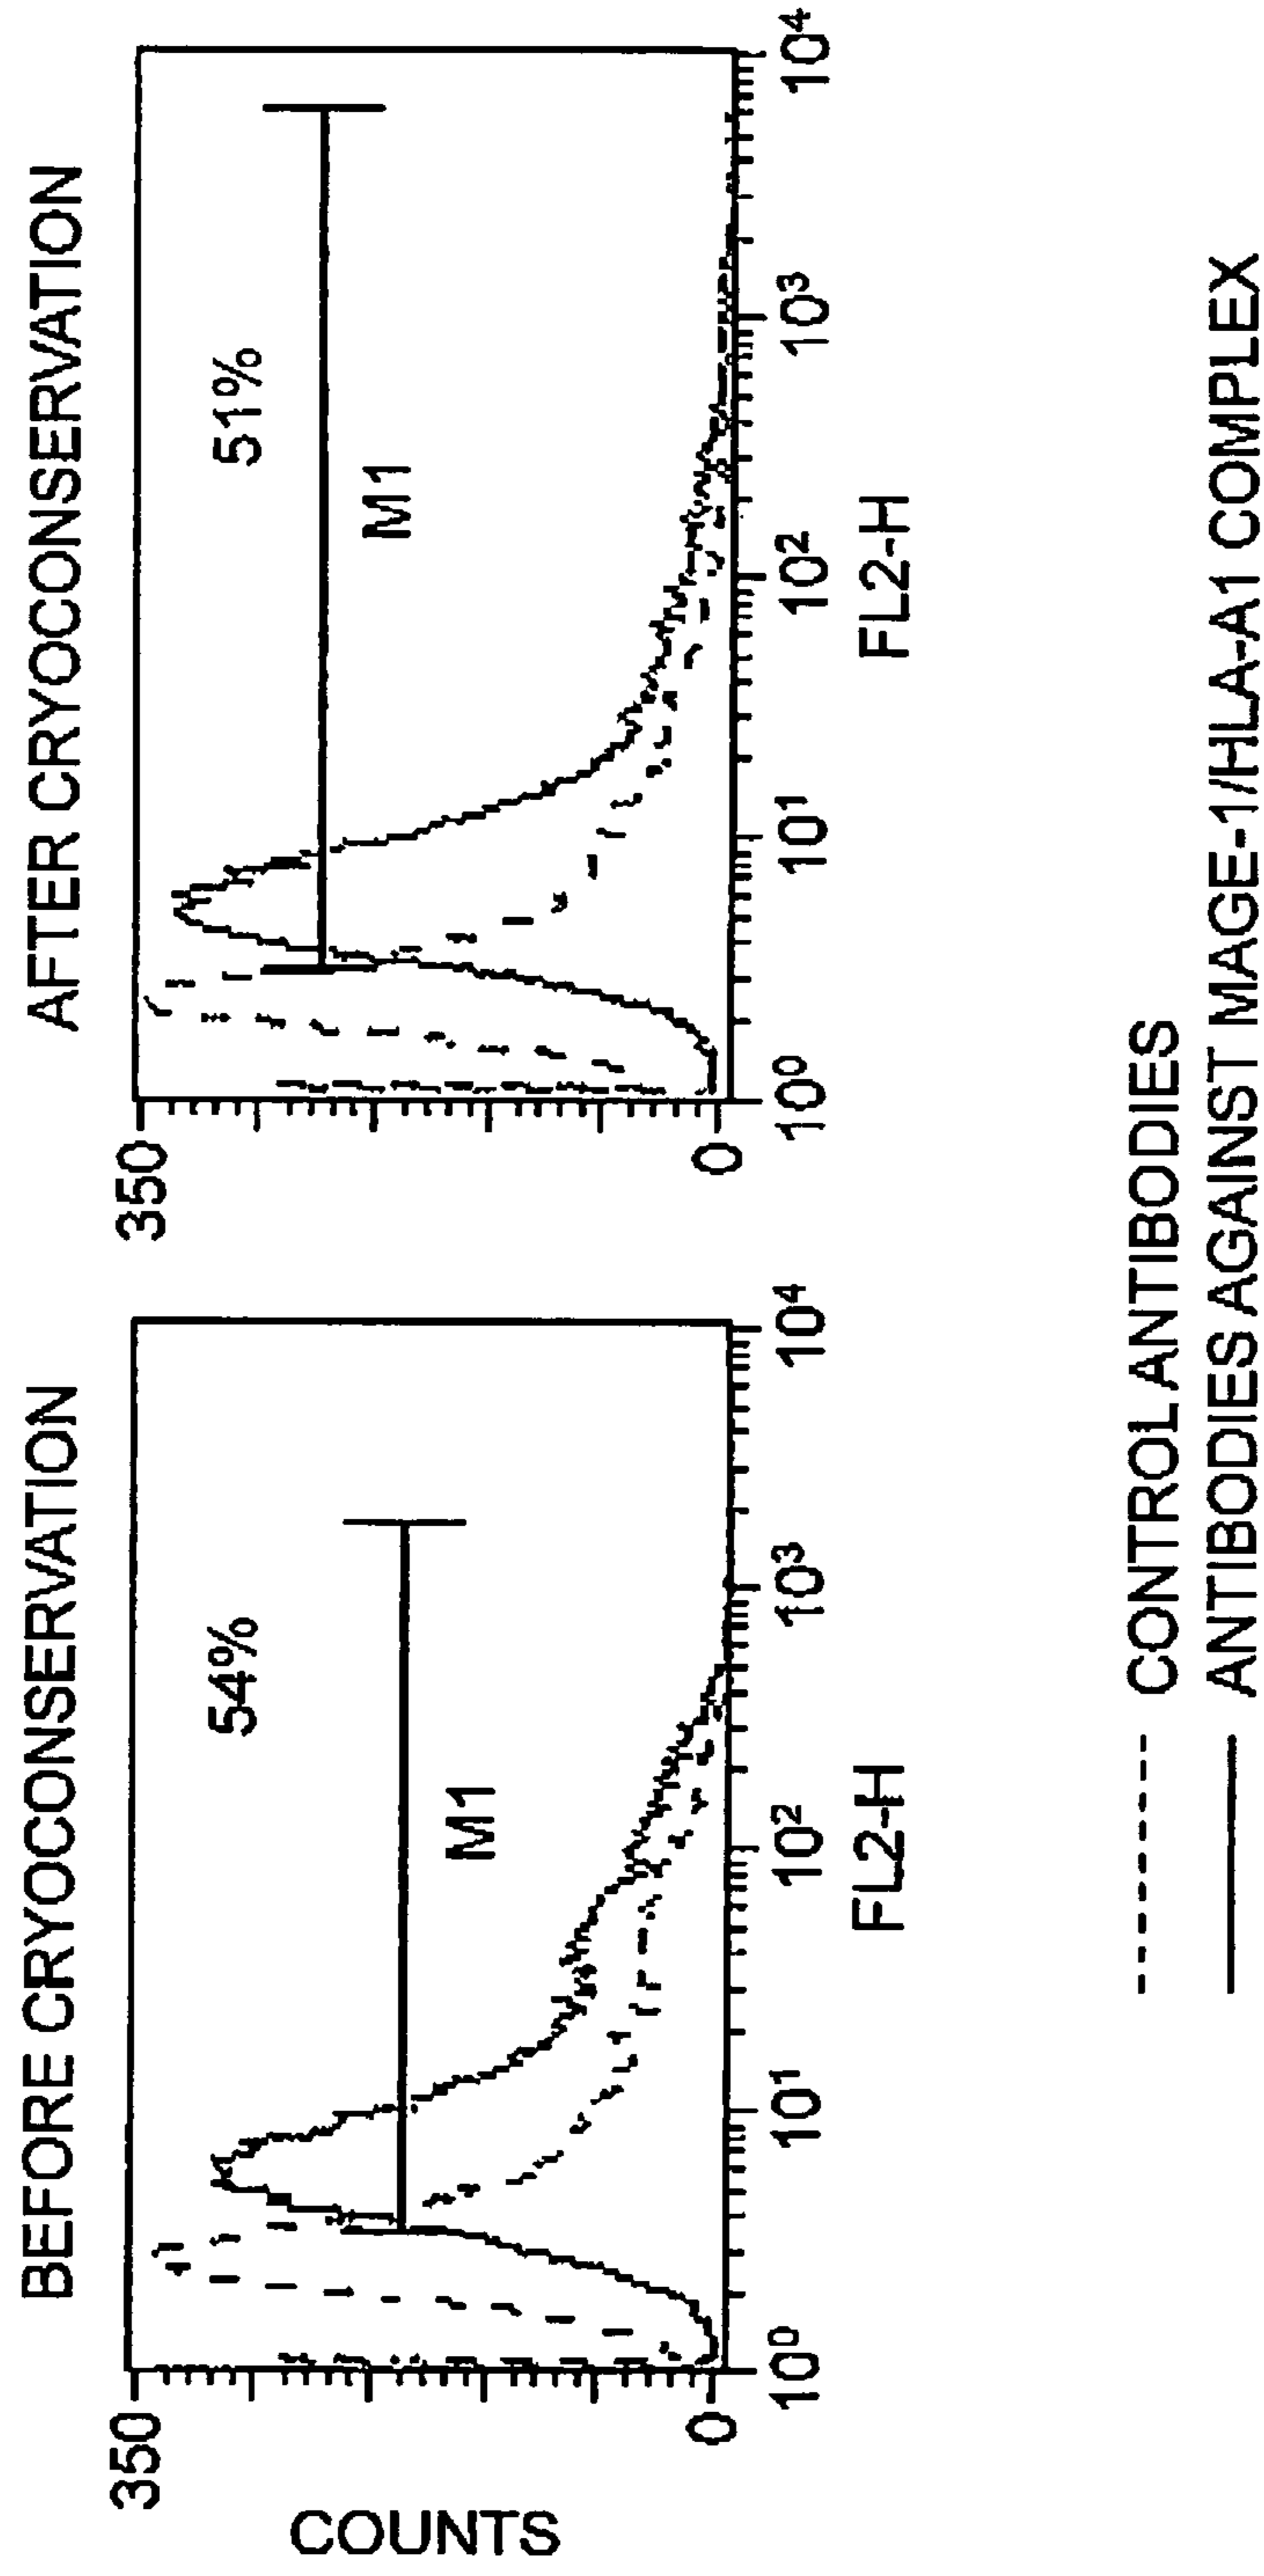 BEFORE CRYOCONSERVATION
COUNTS
350
0
54%
M1
10⁰ 10¹ 10² 10³ 10⁴
FL2-H
AFTER CRYOCONSERVATION
350
0
51%
M1
10⁰ 10¹ 10² 10³ 10⁴
FL2-H
CONTROL ANTIBODIES
ANTIBODIES AGAINST MAGE-1/HLA-A1 COMPLEX